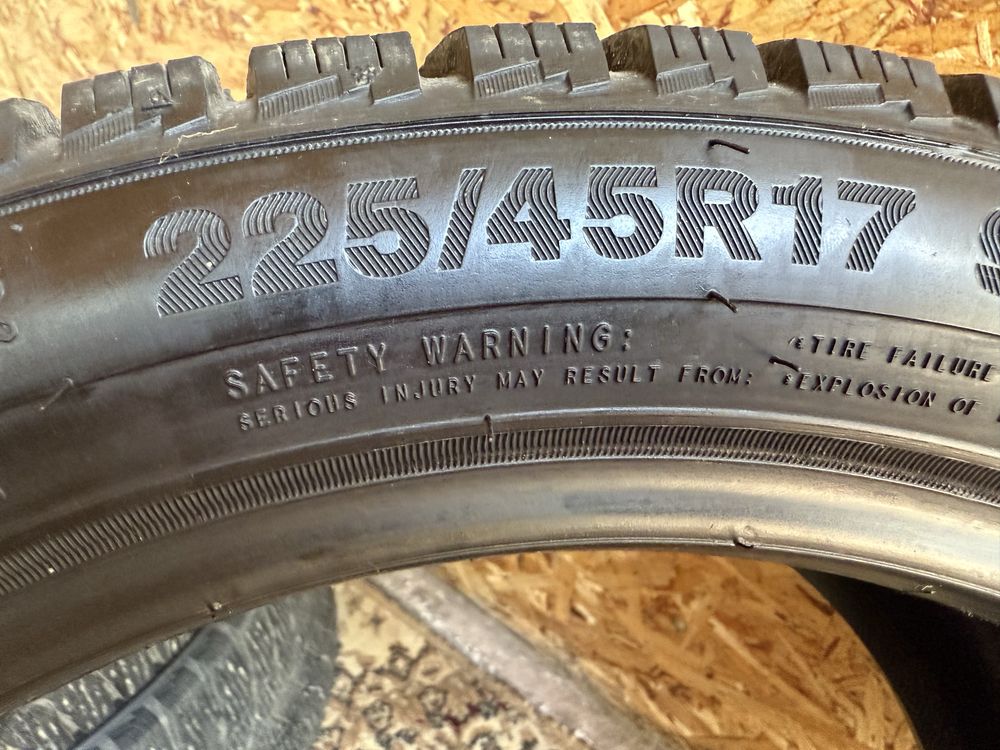 225/45R17
SAFETY WARNING:
SERIOUS INJURY MAY RESULT FROM:
TIRE FAILURE
EXPLOSION OF